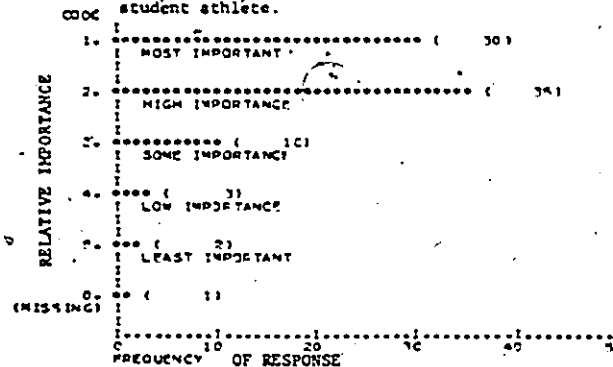 student athlete.
CODE
I
1. ******************************* ( 30)
I MOST IMPORTANT
I
2. ************************************ ( 35)
I HIGH IMPORTANCE
I
3. *********** ( 10)
I SOME IMPORTANCE
I
4. **** ( 3)
I LOW IMPORTANCE
I
5. *** ( 2)
I LEAST IMPORTANT
I
0. ** ( 1)
(MISSING) I
I
0 10 20 30 40
FREQUENCY OF RESPONSE
RELATIVE IMPORTANCE